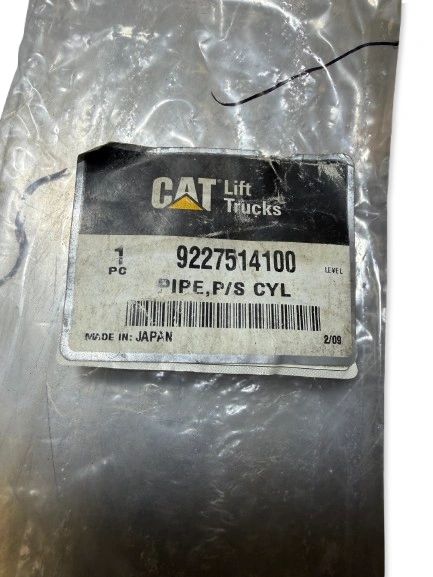 CAT Lift Trucks
1 PC 9227514100 LEVEL
PIPE,P/S CYL
MADE IN: JAPAN 2/09